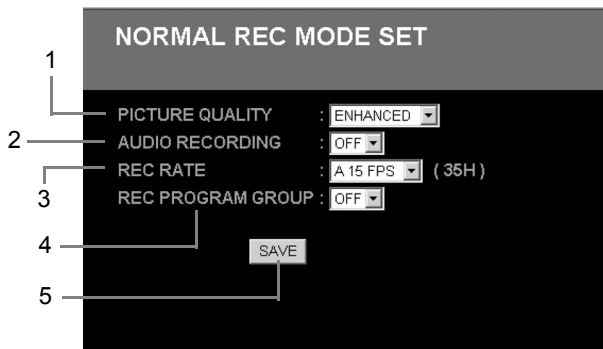 NORMAL REC MODE SET
1 PICTURE QUALITY : ENHANCED
2 AUDIO RECORDING : OFF
3 REC RATE : A 15 FPS ( 35H )
4 REC PROGRAM GROUP : OFF
5 SAVE